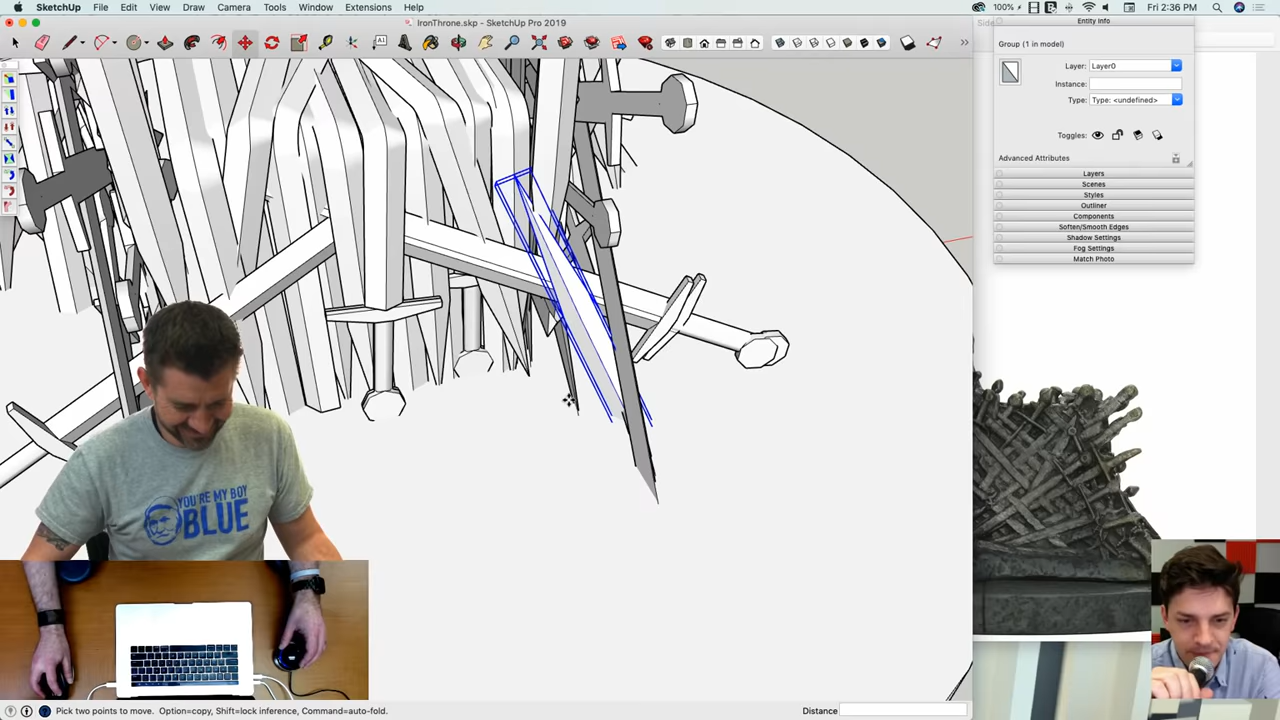 SketchUp File Edit View Draw Camera Tools Window Extensions Help
100% Fri 2:36 PM
IronThrone.skp - SketchUp Pro 2019
Entity Info
Group (1 in model)
Layer: Layer0
Instance:
Type: Type: <undefined>
Toggles:
Advanced Attributes
Layers
Scenes
Styles
Outliner
Components
Soften/Smooth Edges
Shadow Settings
Fog Settings
Match Photo
YOU'RE MY BOY
BLUE
Pick two points to move. Option=copy, Shift=lock inference, Command=auto-fold.
Distance